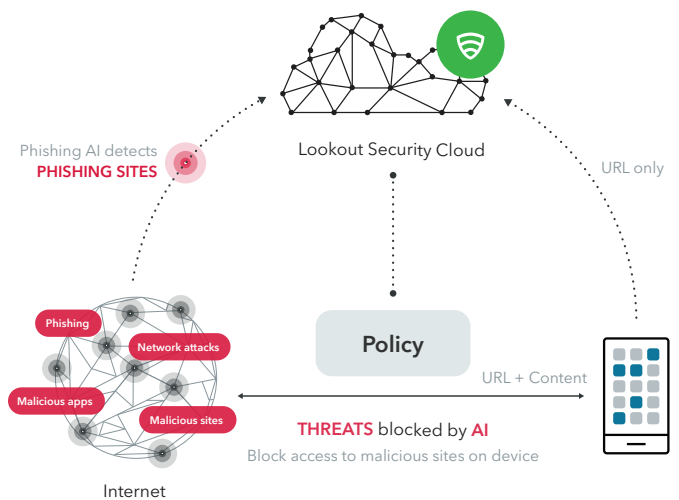 Lookout Security Cloud
Phishing AI detects
PHISHING SITES
URL only
Phishing
Network attacks
Malicious apps
Malicious sites
Internet
Policy
URL + Content
THREATS blocked by AI
Block access to malicious sites on device